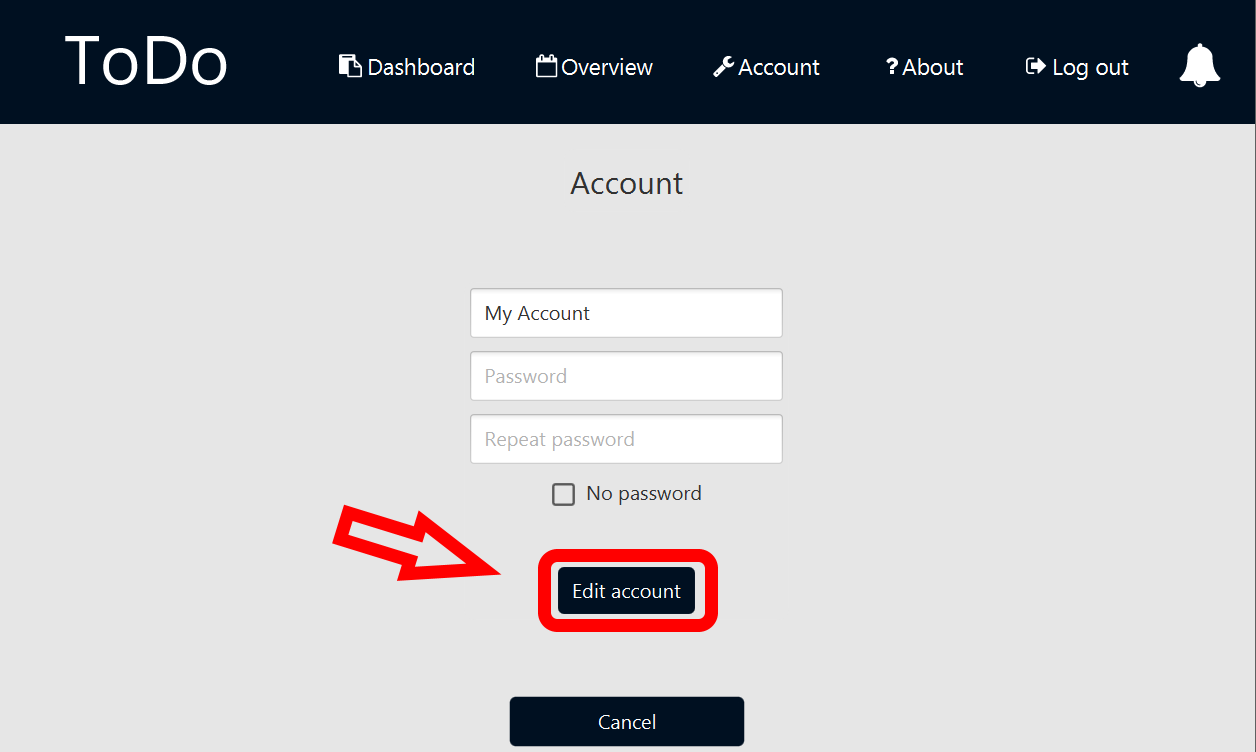 ToDo
Dashboard
Overview
Account
? About
Log out
Account
My Account
Password
Repeat password
No password
Edit account
Cancel